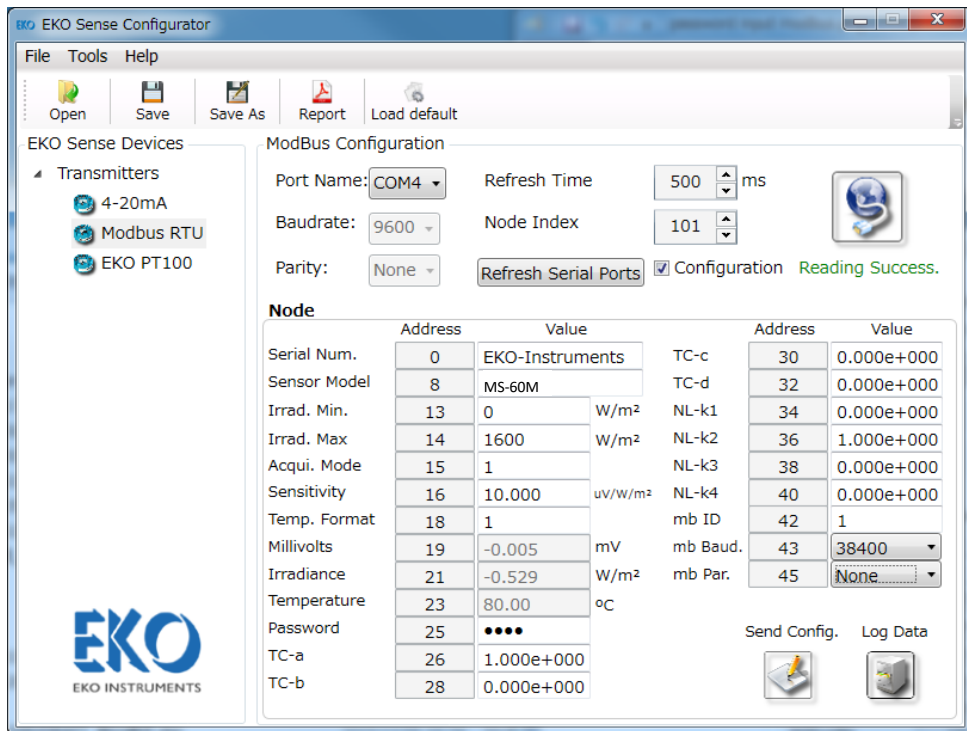 EKO EKO Sense Configurator
File Tools Help
Open Save Save As Report Load default
EKO Sense Devices
Transmitters
4-20mA
Modbus RTU
EKO PT100
ModBus Configuration
Port Name: COM4 Refresh Time 500 ms
Baudrate: 9600 Node Index 101
Parity: None Refresh Serial Ports Configuration Reading Success.
Node
Address Value Address Value
Serial Num. 0 EKO-Instruments TC-c 30 0.000e+000
Sensor Model 8 MS-60M TC-d 32 0.000e+000
Irrad. Min. 13 0 W/m² NL-k1 34 0.000e+000
Irrad. Max 14 1600 W/m² NL-k2 36 1.000e+000
Acqui. Mode 15 1 NL-k3 38 0.000e+000
Sensitivity 16 10.000 uV/W/m² NL-k4 40 0.000e+000
Temp. Format 18 1 mb ID 42 1
Millivolts 19 -0.005 mV mb Baud. 43 38400
Irradiance 21 -0.529 W/m² mb Par. 45 None
Temperature 23 80.00 ºC
Password 25 ••••
TC-a 26 1.000e+000
TC-b 28 0.000e+000
Send Config. Log Data
EKO
EKO INSTRUMENTS